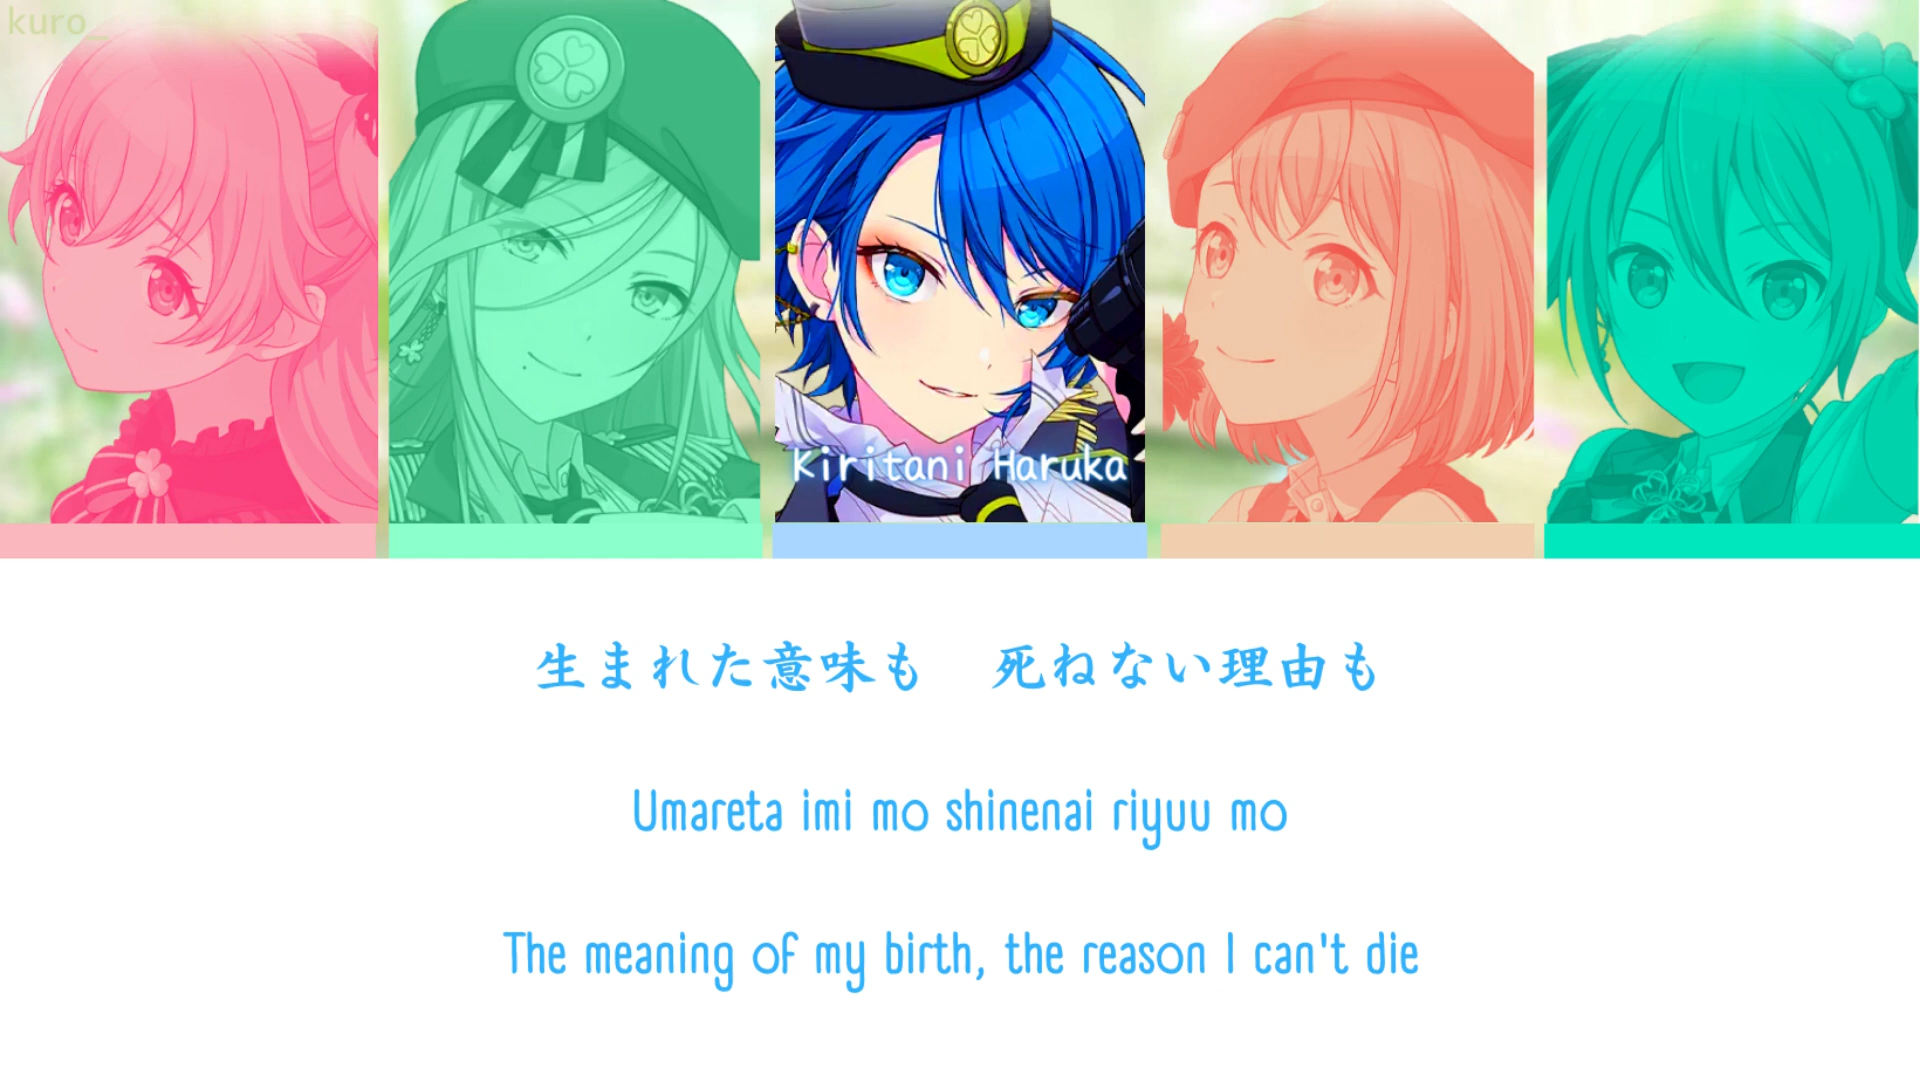 kuro_
Kiritani Haruka
生まれた意味も　死ねない理由も
Umareta imi mo shinenai riyuu mo
The meaning of my birth, the reason I can't die